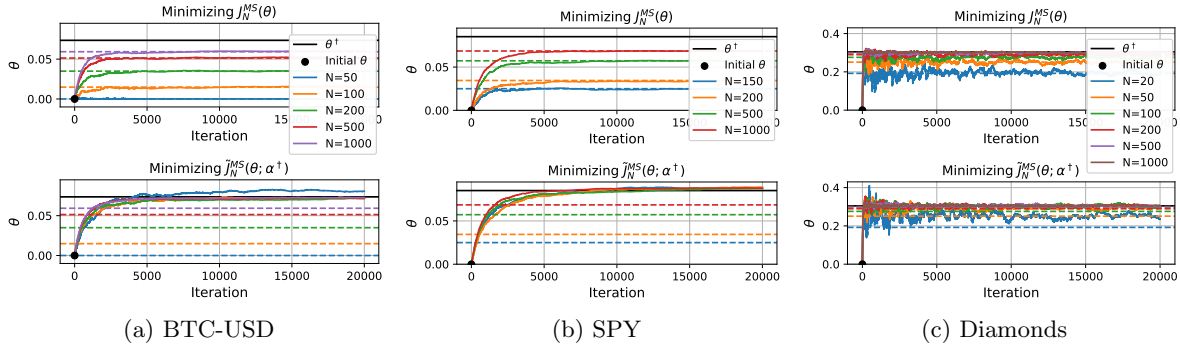 Minimizing J_N^{MS}(θ)
θ
0.05
0.00
0
5000
10000
15000
20000
Iteration
θ†
Initial θ
N=50
N=100
N=200
N=500
N=1000
Minimizing J̃_N^{MS}(θ; α†)
θ
0.05
0.00
0
5000
10000
15000
20000
Iteration
(a) BTC-USD
Minimizing J_N^{MS}(θ)
θ
0.05
0.00
0
5000
10000
15000
Iteration
θ†
Initial θ
N=150
N=200
N=500
N=1000
Minimizing J̃_N^{MS}(θ; α†)
θ
0.05
0.00
0
5000
10000
15000
20000
Iteration
(b) SPY
Minimizing J_N^{MS}(θ)
θ
0.4
0.2
0.0
0
5000
10000
Iteration
θ†
Initial θ
N=20
N=50
N=100
N=200
N=500
N=1000
Minimizing J̃_N^{MS}(θ; α†)
θ
0.4
0.2
0.0
0
5000
10000
15000
20000
Iteration
(c) Diamonds